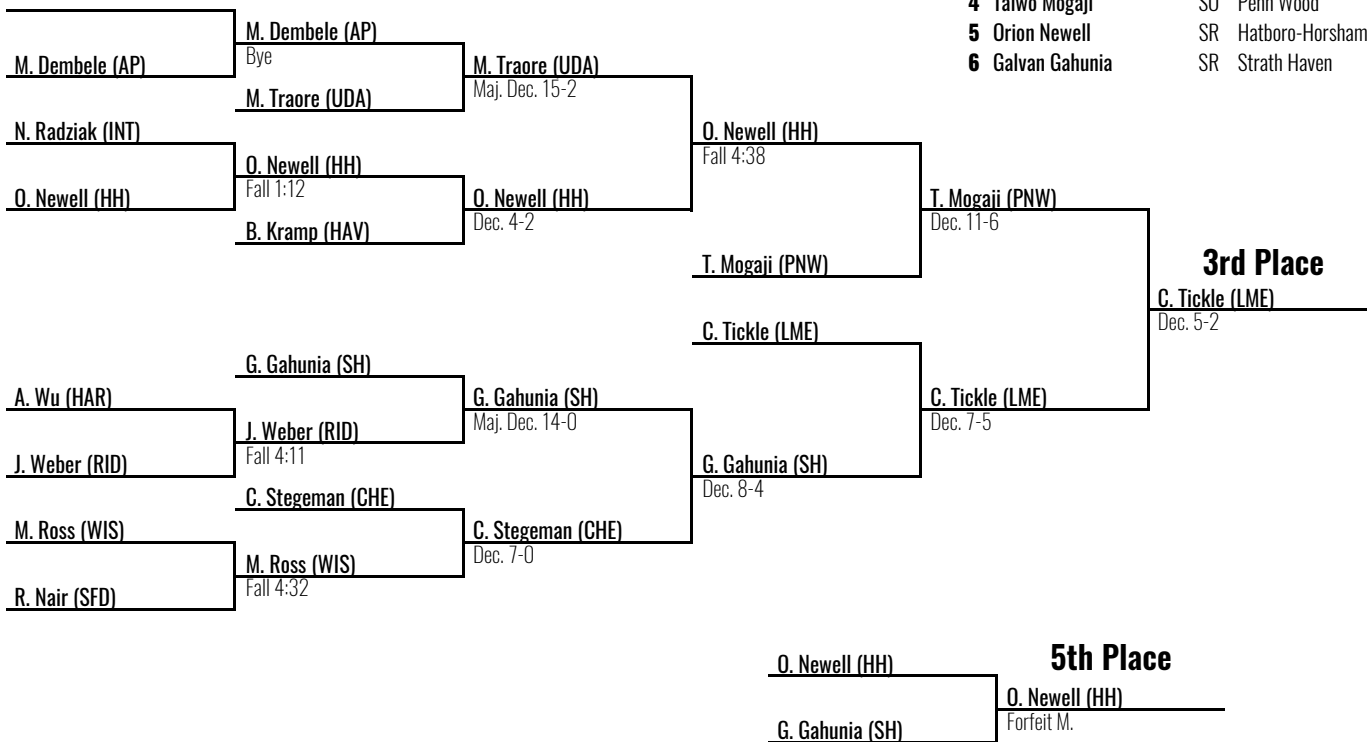 4 Taiwo Mogaji SO Penn Wood
5 Orion Newell SR Hatboro-Horsham
6 Galvan Gahunia SR Strath Haven
M. Dembele (AP)
M. Dembele (AP)
Bye
M. Traore (UDA)
M. Traore (UDA)
Maj. Dec. 15-2
N. Radziak (INT)
O. Newell (HH)
O. Newell (HH)
Fall 1:12
B. Kramp (HAV)
O. Newell (HH)
Dec. 4-2
O. Newell (HH)
Fall 4:38
T. Mogaji (PNW)
T. Mogaji (PNW)
Dec. 11-6
3rd Place
C. Tickle (LME)
Dec. 5-2
C. Tickle (LME)
C. Tickle (LME)
Dec. 7-5
G. Gahunia (SH)
A. Wu (HAR)
J. Weber (RID)
J. Weber (RID)
Fall 4:11
G. Gahunia (SH)
Maj. Dec. 14-0
G. Gahunia (SH)
Dec. 8-4
C. Stegeman (CHE)
M. Ross (WIS)
R. Nair (SFD)
M. Ross (WIS)
Fall 4:32
C. Stegeman (CHE)
Dec. 7-0
5th Place
O. Newell (HH)
G. Gahunia (SH)
O. Newell (HH)
Forfeit M.